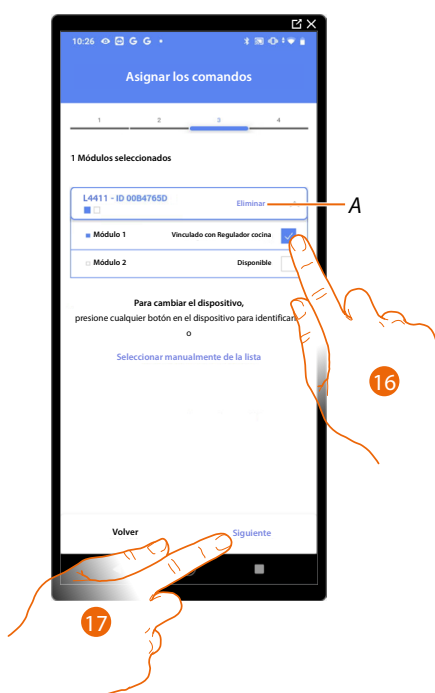 10:26 G G
Asignar los comandos
1 2 3 4
1 Módulos seleccionados
L4411 - ID 00B4765D
Eliminar
A
Módulo 1 Vinculado con Regulador cocina
Módulo 2 Disponible
Para cambiar el dispositivo,
presione cualquier botón en el dispositivo para identificar
o
Seleccionar manualmente de la lista
16
Volver Siguiente
17